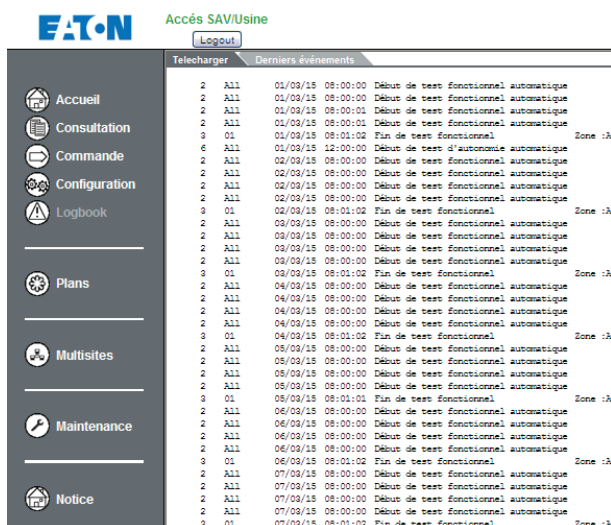 EATON
Accés SAV/Usine
Logout
Telecharger
Derniers événements
Accueil
Consultation
Commande
Configuration
Logbook
Plans
Multisites
Maintenance
Notice
2 All 01/03/15 08:00:00 Début de test fonctionnel automatique
2 All 01/03/15 08:00:00 Début de test fonctionnel automatique
2 All 01/03/15 08:00:01 Début de test fonctionnel automatique
2 All 01/03/15 08:00:01 Début de test fonctionnel automatique
3 01 01/03/15 08:01:02 Fin de test fonctionnel Zone :A
6 All 01/03/15 12:00:00 Début de test d'autonomie automatique
2 All 02/03/15 08:00:00 Début de test fonctionnel automatique
2 All 02/03/15 08:00:00 Début de test fonctionnel automatique
2 All 02/03/15 08:00:00 Début de test fonctionnel automatique
2 All 02/03/15 08:00:00 Début de test fonctionnel automatique
3 01 02/03/15 08:01:02 Fin de test fonctionnel Zone :A
2 All 03/03/15 08:00:00 Début de test fonctionnel automatique
2 All 03/03/15 08:00:00 Début de test fonctionnel automatique
2 All 03/03/15 08:00:00 Début de test fonctionnel automatique
2 All 03/03/15 08:00:00 Début de test fonctionnel automatique
3 01 03/03/15 08:01:02 Fin de test fonctionnel Zone :A
2 All 04/03/15 08:00:00 Début de test fonctionnel automatique
2 All 04/03/15 08:00:00 Début de test fonctionnel automatique
2 All 04/03/15 08:00:00 Début de test fonctionnel automatique
2 All 04/03/15 08:00:00 Début de test fonctionnel automatique
3 01 04/03/15 08:01:02 Fin de test fonctionnel Zone :A
2 All 05/03/15 08:00:00 Début de test fonctionnel automatique
2 All 05/03/15 08:00:00 Début de test fonctionnel automatique
2 All 05/03/15 08:00:00 Début de test fonctionnel automatique
2 All 05/03/15 08:00:00 Début de test fonctionnel automatique
3 01 05/03/15 08:01:01 Fin de test fonctionnel Zone :A
2 All 06/03/15 08:00:00 Début de test fonctionnel automatique
2 All 06/03/15 08:00:00 Début de test fonctionnel automatique
2 All 06/03/15 08:00:00 Début de test fonctionnel automatique
2 All 06/03/15 08:00:00 Début de test fonctionnel automatique
3 01 06/03/15 08:01:02 Fin de test fonctionnel Zone :A
2 All 07/03/15 08:00:00 Début de test fonctionnel automatique
2 All 07/03/15 08:00:00 Début de test fonctionnel automatique
2 All 07/03/15 08:00:00 Début de test fonctionnel automatique
2 All 07/03/15 08:00:00 Début de test fonctionnel automatique
3 01 07/03/15 Fin de test fonctionnel Zone :A